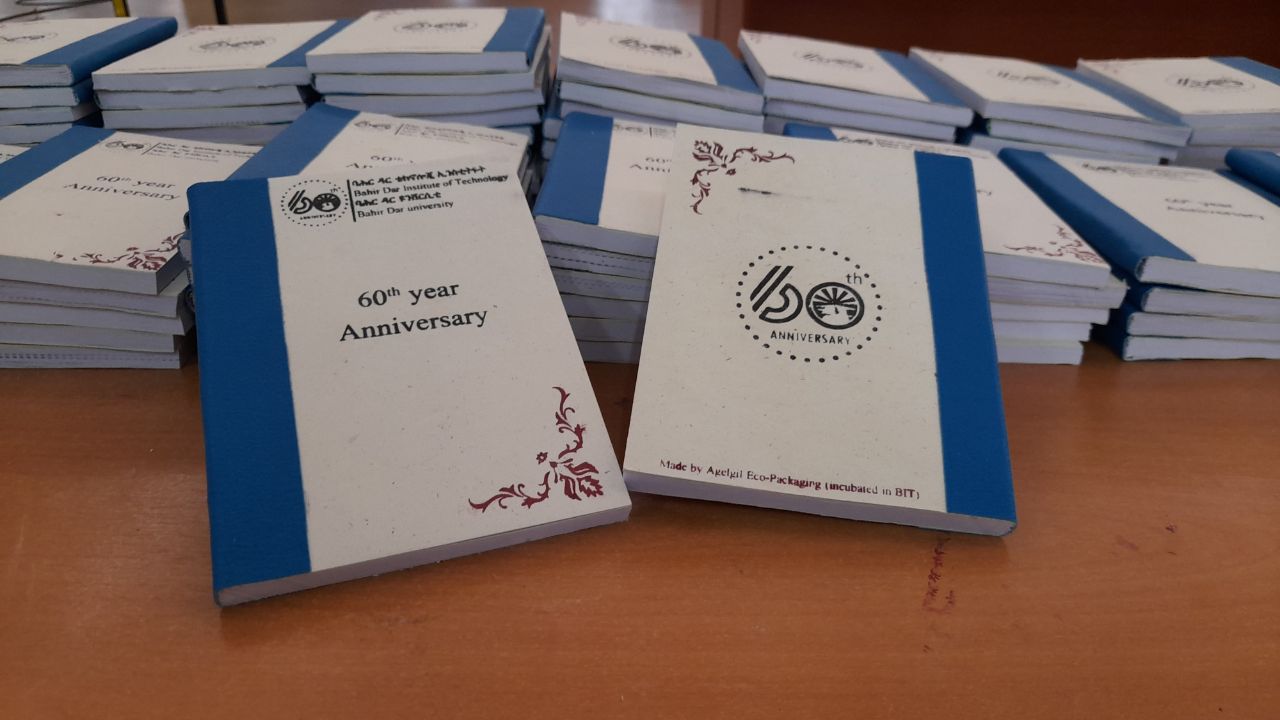 60
ANNIVERSARY
ባሕር ዳር ቴክኖሎጂ ኢንስቲትዩት
Bahir Dar Institute of Technology
ባሕር ዳር ዩኒቨርሲቲ
Bahir Dar university
60th year
Anniversary
60th
ANNIVERSARY
Made by Agelgil Eco-Packaging (incubated in BIT)
60th year
Anniversary